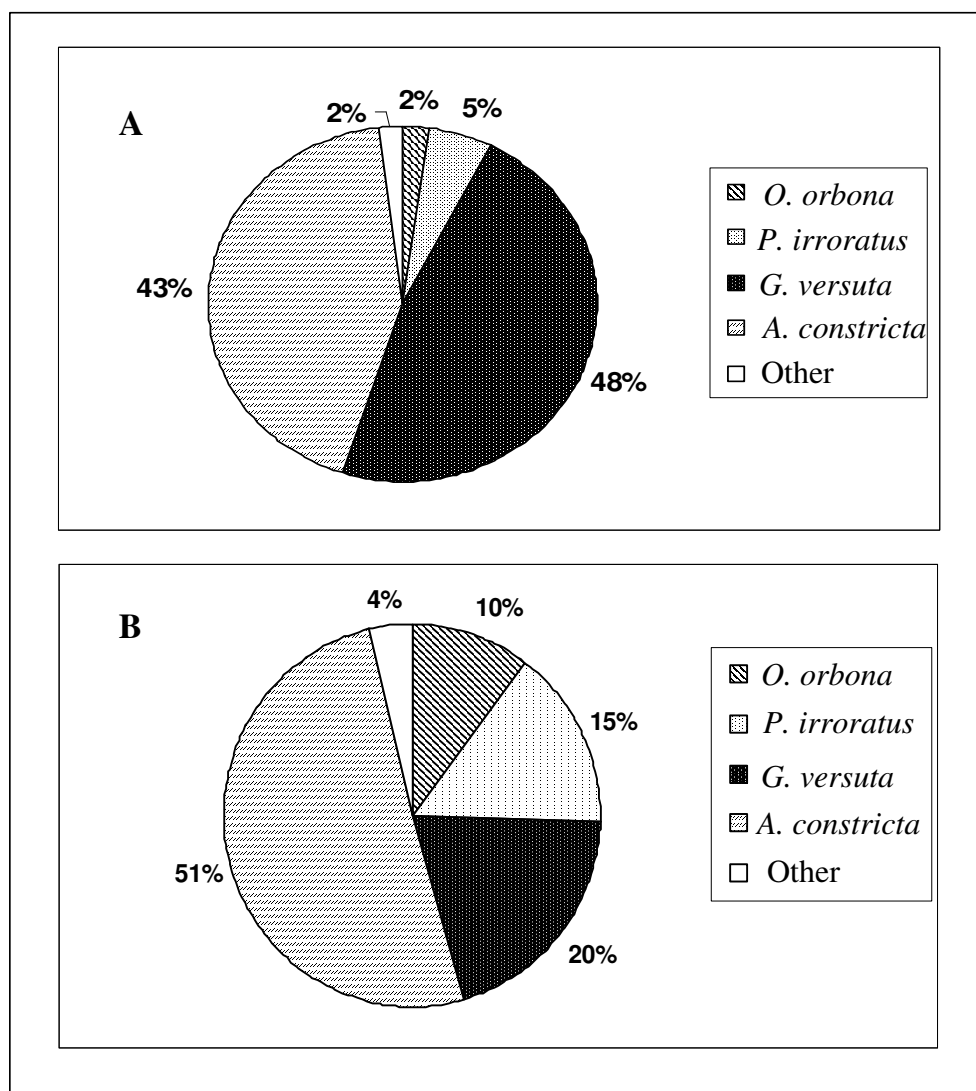 A
2%
2%
5%
43%
48%
O. orbona
P. irroratus
G. versuta
A. constricta
Other
B
4%
10%
15%
51%
20%
O. orbona
P. irroratus
G. versuta
A. constricta
Other